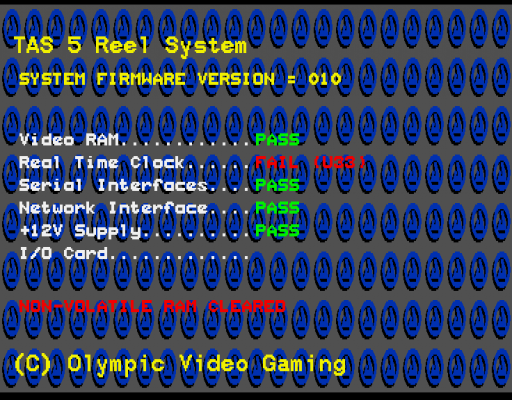 TAS 5 Reel System
SYSTEM FIRMWARE VERSION = 010
Video RAM............PASS
Real Time Clock......FAIL (U33)
Serial Interfaces....PASS
Network Interface....PASS
+12V Supply..........PASS
I/O Card.............
NON-VOLATILE RAM CLEARED
(C) Olympic Video Gaming